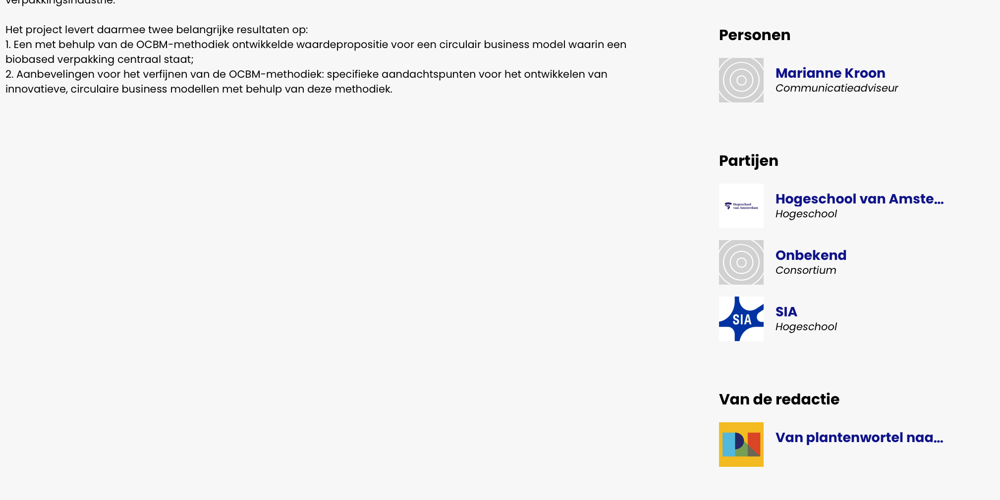 verpakkingsindustrie.
Het project levert daarmee twee belangrijke resultaten op:
1. Een met behulp van de OCBM-methodiek ontwikkelde waardepropositie voor een circulair business model waarin een
biobased verpakking centraal staat;
2. Aanbevelingen voor het verfijnen van de OCBM-methodiek: specifieke aandachtspunten voor het ontwikkelen van
innovatieve, circulaire business modellen met behulp van deze methodiek.
Personen
Marianne Kroon
Communicatieadviseur
Partijen
Hogeschool
van Amsterdam
Hogeschool van Amste...
Hogeschool
Onbekend
Consortium
SIA
SIA
Hogeschool
Van de redactie
Van plantenwortel naa...